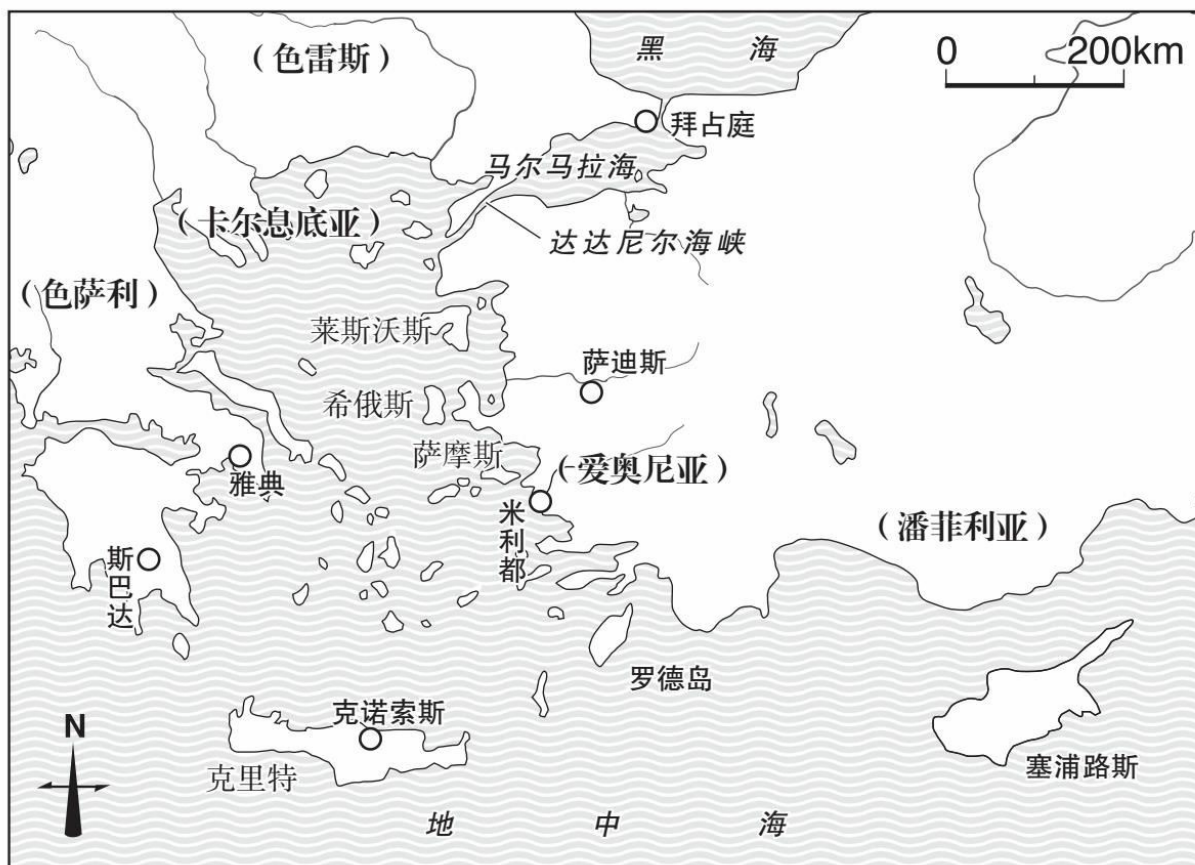 黑 海
0 200km
（色雷斯）
拜占庭
马尔马拉海
（卡尔息底亚）
达达尼尔海峡
（色萨利）
莱斯沃斯
萨迪斯
希俄斯
萨摩斯
（爱奥尼亚）
雅典
米利都
（潘菲利亚）
斯巴达
罗德岛
N
克诺索斯
克里特
塞浦路斯
地 中 海